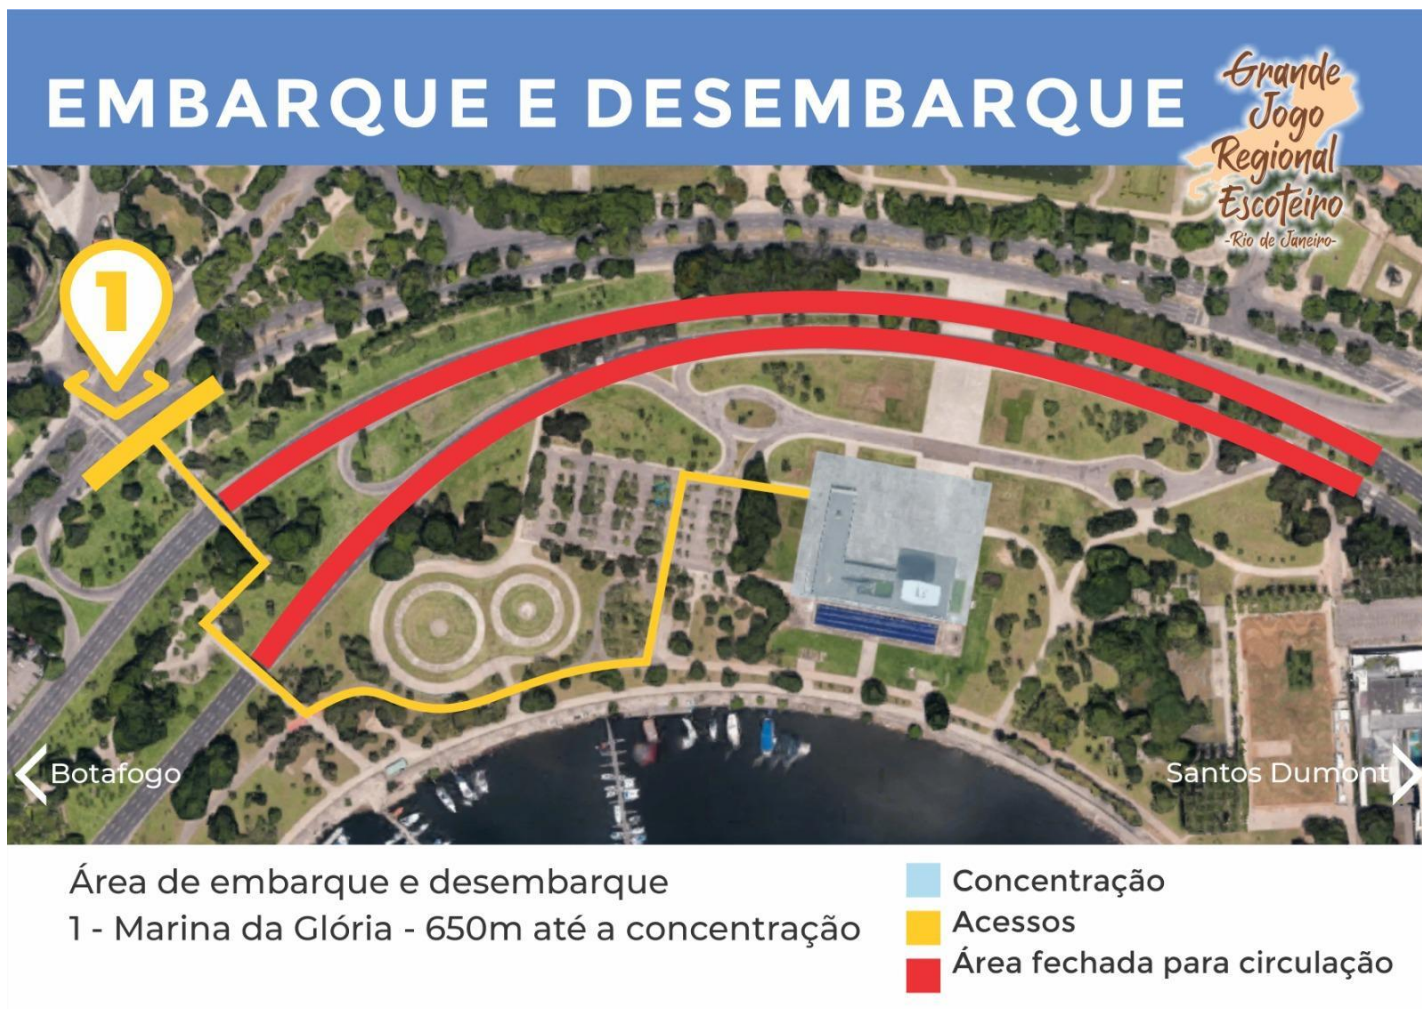 EMBARQUE E DESEMBARQUE
Grande
Jogo
Regional
Escoteiro
-Rio de Janeiro-
1
Botafogo
Santos Dumont
Área de embarque e desembarque
1 - Marina da Glória - 650m até a concentração
Concentração
Acessos
Área fechada para circulação